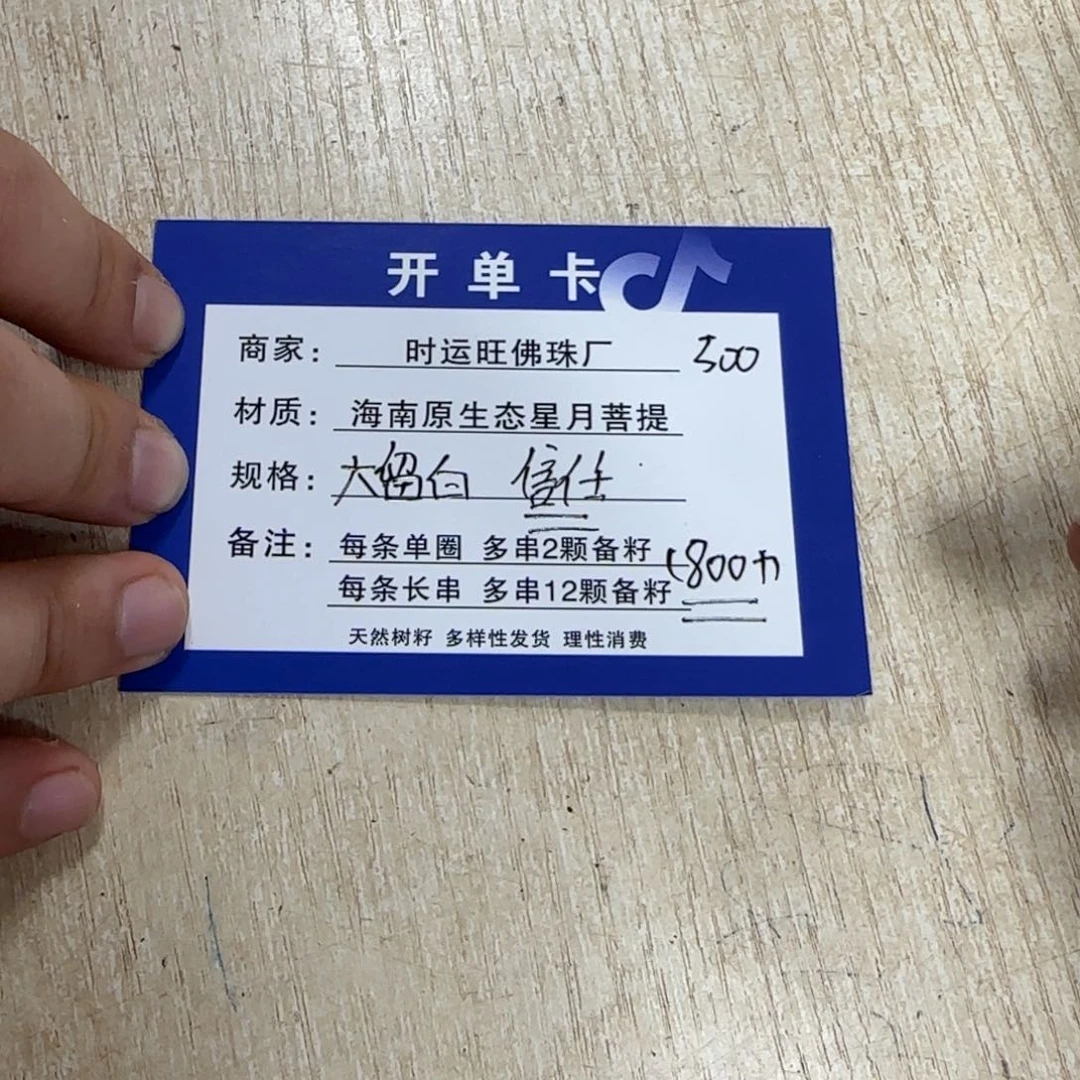 开单卡
商家： 时运旺佛珠厂 500
材质： 海南原生态星月菩提
规格： 大留白 信任
备注： 每条单圈 多串2颗备籽
每条长串 多串12颗备籽 1800
天然树籽 多样性发货 理性消费